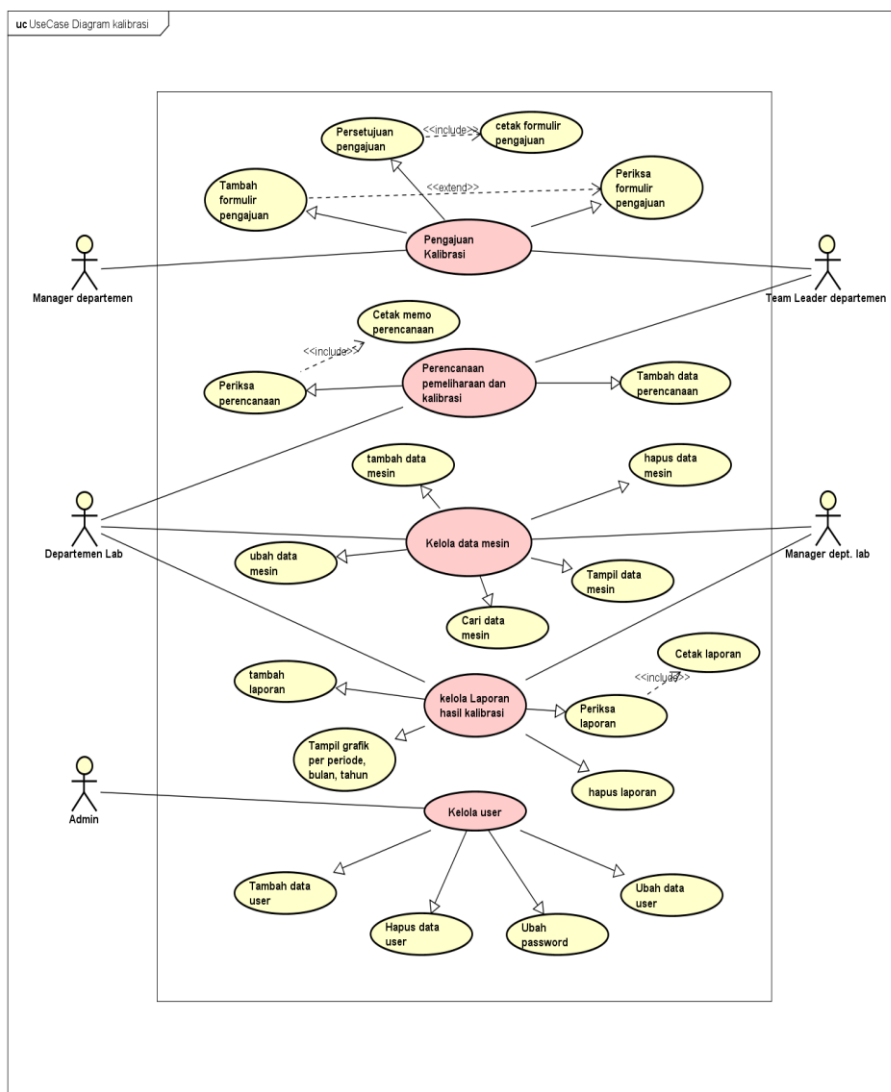 uc UseCase Diagram kalibrasi
Persetujuan
pengajuan
<<include>>
cetak formulir
pengajuan
Tambah
formulir
pengajuan
<<extend>>
Periksa
formulir
pengajuan
Pengajuan
Kalibrasi
Manager departemen
Team Leader departemen
Cetak memo
perencanaan
<<include>>
Periksa
perencanaan
Perencanaan
pemeliharaan dan
kalibrasi
Tambah data
perencanaan
tambah data
mesin
hapus data
mesin
Departemen Lab
Kelola data mesin
Manager dept. lab
ubah data
mesin
Tampil data
mesin
Cari data
mesin
Cetak laporan
<<include>>
tambah
laporan
kelola Laporan
hasil kalibrasi
Periksa
laporan
Tampil grafik
per periode,
bulan, tahun
hapus laporan
Admin
Kelola user
Tambah data
user
Hapus data
user
Ubah
password
Ubah data
user